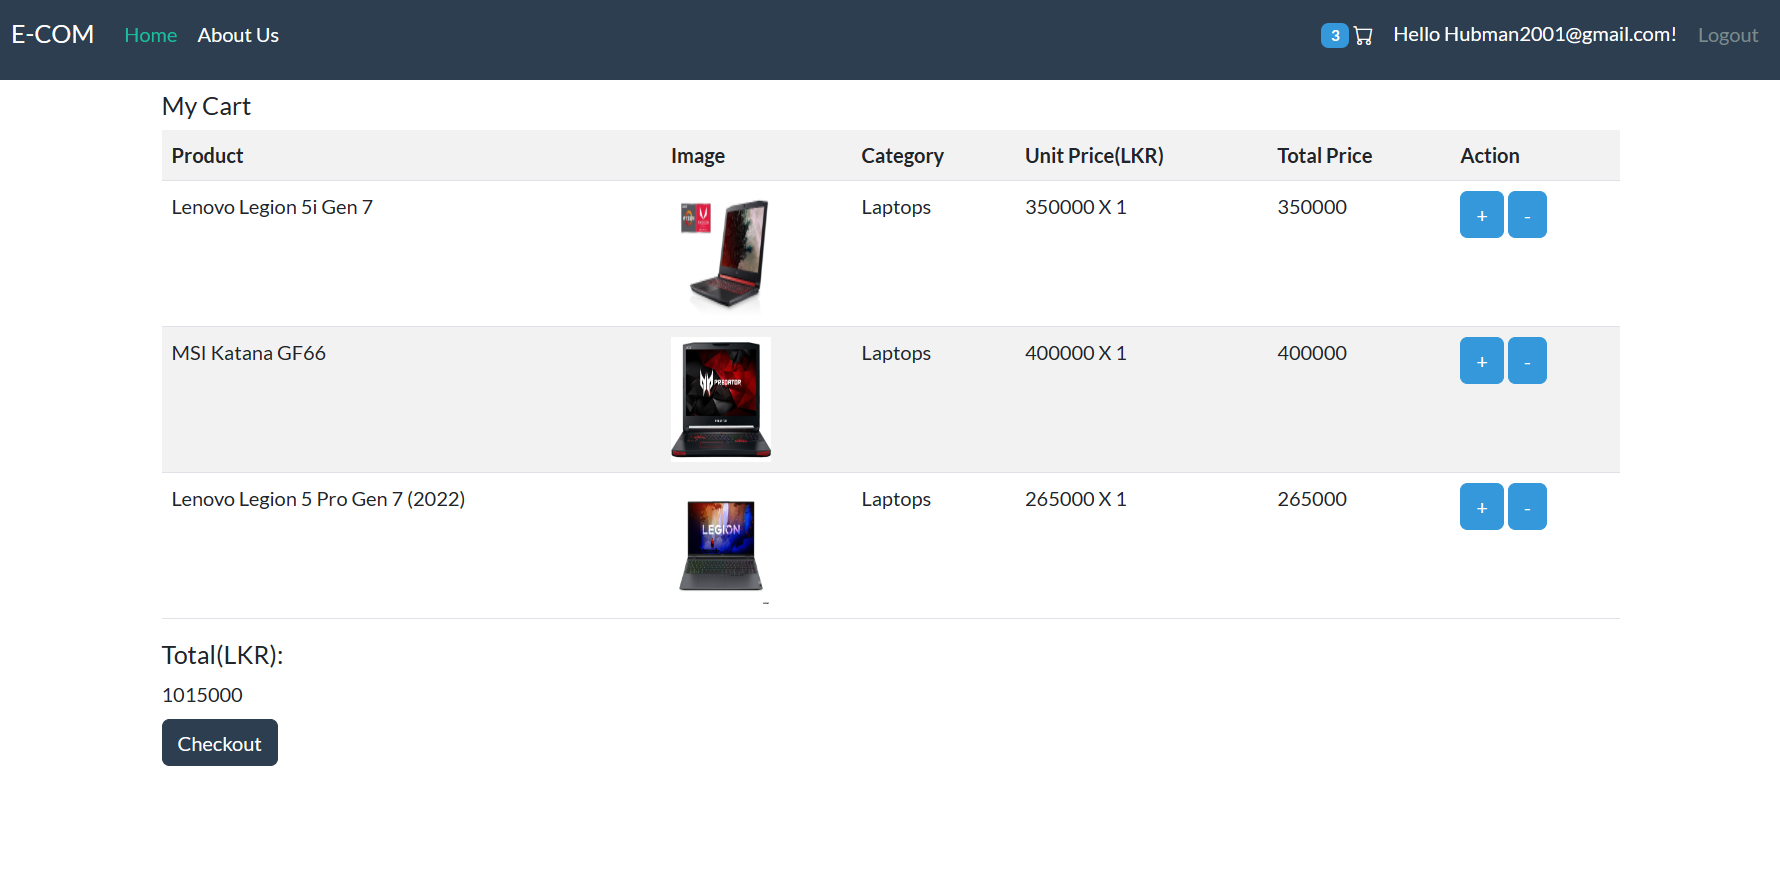 E-COM Home About Us 3 Hello Hubman2001@gmail.com! Logout
My Cart
Product Image Category Unit Price(LKR) Total Price Action
Lenovo Legion 5i Gen 7 Laptops 350000 X 1 350000 + -
MSI Katana GF66 Laptops 400000 X 1 400000 + -
PREDATOR
Lenovo Legion 5 Pro Gen 7 (2022) Laptops 265000 X 1 265000 + -
LEGION
Total(LKR):
1015000
Checkout